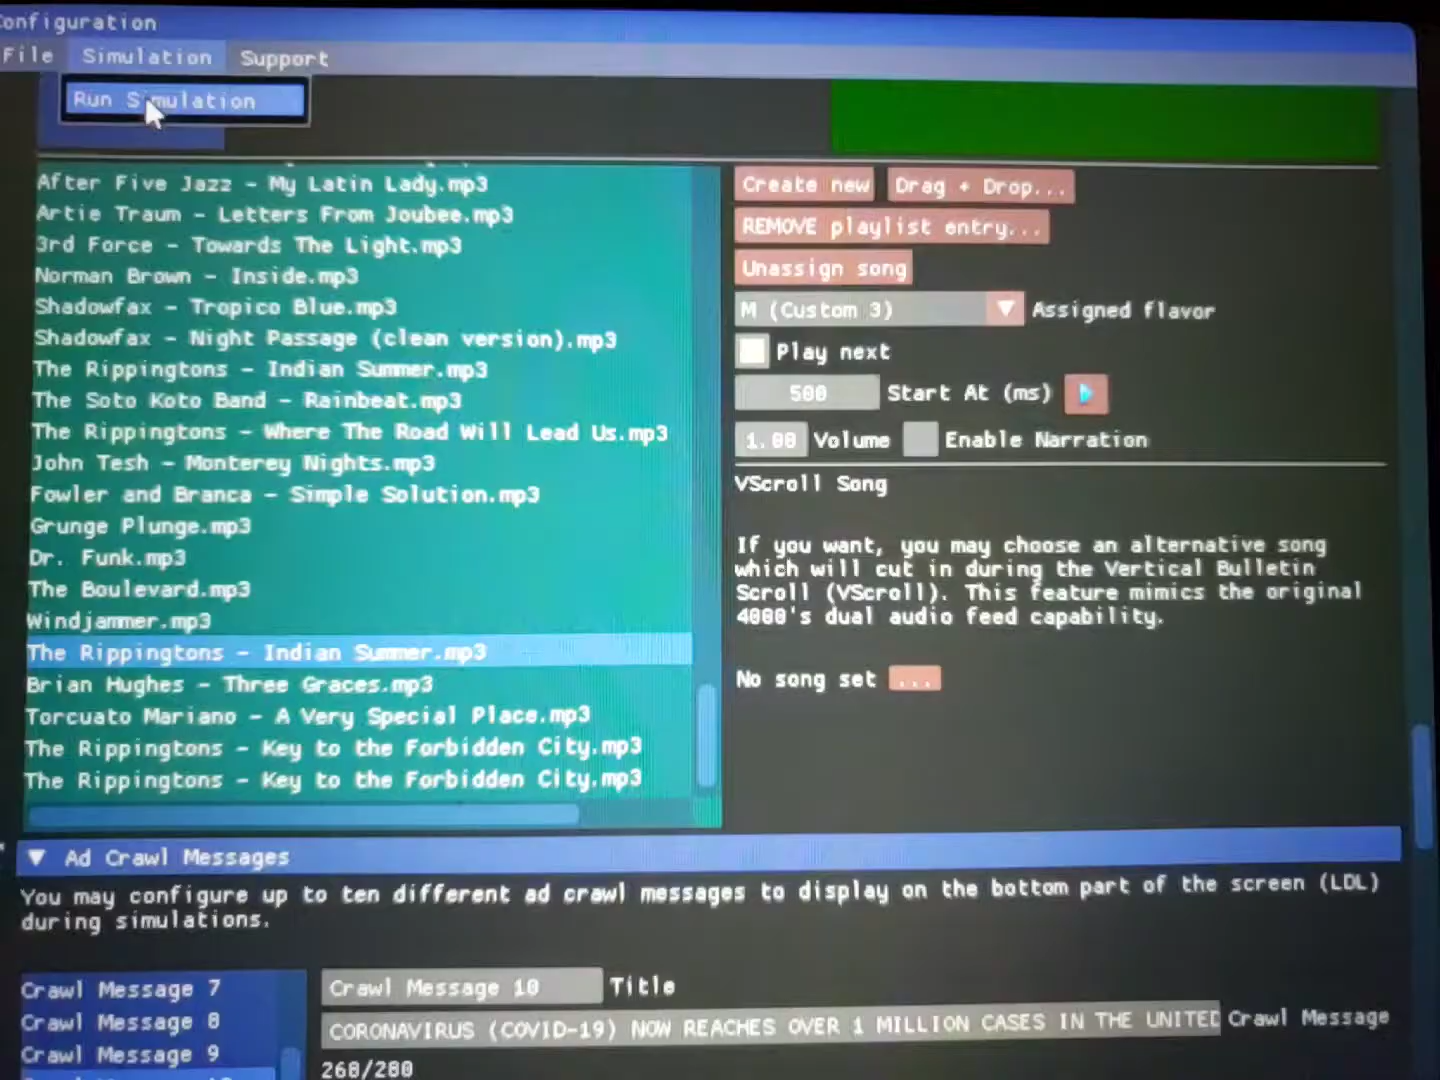 Configuration
File Simulation Support
Run Simulation
After Five Jazz - My Latin Lady.mp3
Artie Traum - Letters From Joubee.mp3
3rd Force - Towards The Light.mp3
Norman Brown - Inside.mp3
Shadowfax - Tropico Blue.mp3
Shadowfax - Night Passage (clean version).mp3
The Rippingtons - Indian Summer.mp3
The Soto Koto Band - Rainbeat.mp3
The Rippingtons - Where The Road Will Lead Us.mp3
John Tesh - Monterey Nights.mp3
Fowler and Branca - Simple Solution.mp3
Grunge Plunge.mp3
Dr. Funk.mp3
The Boulevard.mp3
Windjammer.mp3
The Rippingtons - Indian Summer.mp3
Brian Hughes - Three Graces.mp3
Torcuato Mariano - A Very Special Place.mp3
The Rippingtons - Key to the Forbidden City.mp3
The Rippingtons - Key to the Forbidden City.mp3
Create new Drag + Drop...
REMOVE playlist entry...
Unassign song
M (Custom 3) Assigned flavor
Play next
500 Start At (ms)
1.00 Volume Enable Narration
VScroll Song
If you want, you may choose an alternative song
which will cut in during the Vertical Bulletin
Scroll (VScroll). This feature mimics the original
4000's dual audio feed capability.
No song set ...
Ad Crawl Messages
You may configure up to ten different ad crawl messages to display on the bottom part of the screen (LDL)
during simulations.
Crawl Message 7
Crawl Message 8
Crawl Message 9
Crawl Message 10 Title
CORONAVIRUS (COVID-19) NOW REACHES OVER 1 MILLION CASES IN THE UNITED Crawl Message
268/280